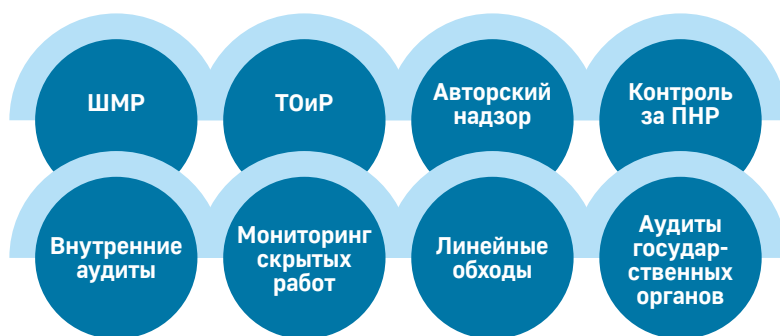 ШМР
ТОиР
Авторский
надзор
Контроль
за ПНР
Внутренние
аудиты
Мониторинг
скрытых
работ
Линейные
обходы
Аудиты
государ-
ственных
органов